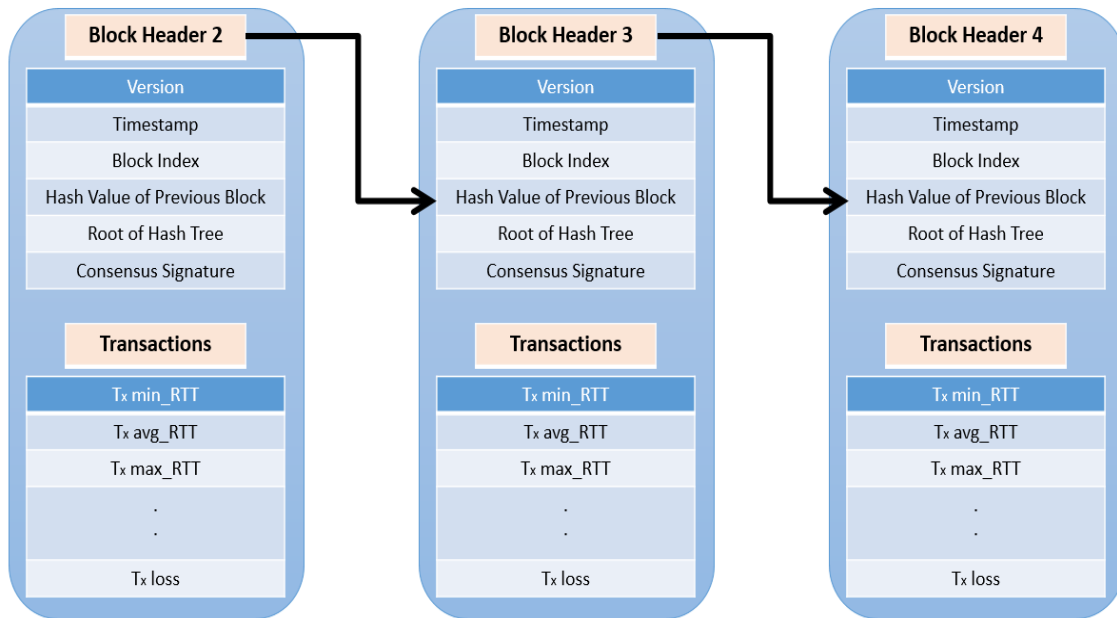 Block Header 2
Version
Timestamp
Block Index
Hash Value of Previous Block
Root of Hash Tree
Consensus Signature
Transactions
Tx min_RTT
Tx avg_RTT
Tx max_RTT
.
.
Tx loss
Block Header 3
Version
Timestamp
Block Index
Hash Value of Previous Block
Root of Hash Tree
Consensus Signature
Transactions
Tx min_RTT
Tx avg_RTT
Tx max_RTT
.
.
Tx loss
Block Header 4
Version
Timestamp
Block Index
Hash Value of Previous Block
Root of Hash Tree
Consensus Signature
Transactions
Tx min_RTT
Tx avg_RTT
Tx max_RTT
.
.
Tx loss